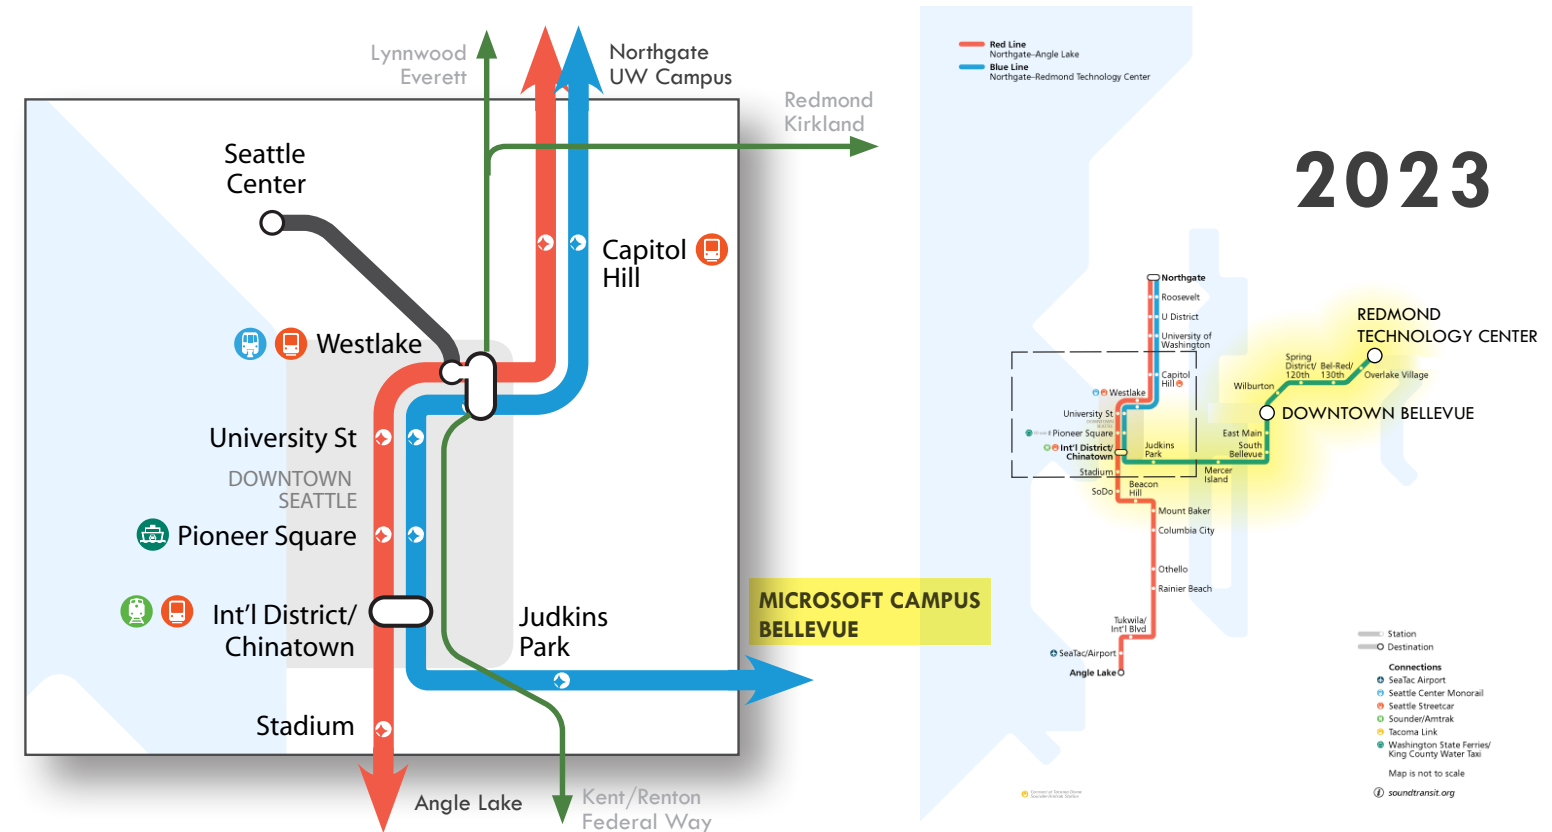 Lynnwood
Everett
Northgate
UW Campus
Redmond
Kirkland
Seattle
Center
Capitol
Hill
Westlake
University St
DOWNTOWN
SEATTLE
Pioneer Square
Int'l District/
Chinatown
Judkins
Park
MICROSOFT CAMPUS
BELLEVUE
Stadium
Angle Lake
Kent/Renton
Federal Way
Red Line
Northgate–Angle Lake
Blue Line
Northgate–Redmond Technology Center
2023
Northgate
Roosevelt
U District
University of
Washington
Capitol
Hill
Westlake
University St
DOWNTOWN
SEATTLE
Pioneer Square
Int'l District/
Chinatown
Judkins
Park
Stadium
SoDo
Beacon
Hill
Mount Baker
Columbia City
Othello
Rainier Beach
Tukwila/
Int'l Blvd
SeaTac/Airport
Angle Lake
REDMOND
TECHNOLOGY CENTER
Spring
District/
120th
Bel-Red/
130th
Overlake Village
Wilburton
DOWNTOWN BELLEVUE
East Main
South
Bellevue
Mercer
Island
Station
Destination
Connections
SeaTac Airport
Seattle Center Monorail
Seattle Streetcar
Sounder/Amtrak
Tacoma Link
Washington State Ferries/
King County Water Taxi
Map is not to scale
soundtransit.org